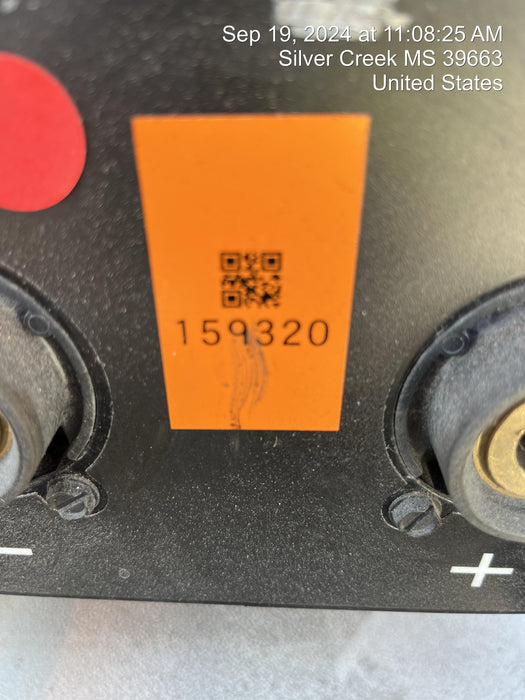 Sep 19, 2024 at 11:08:25 AM
Silver Creek MS 39663
United States
159320
–
+